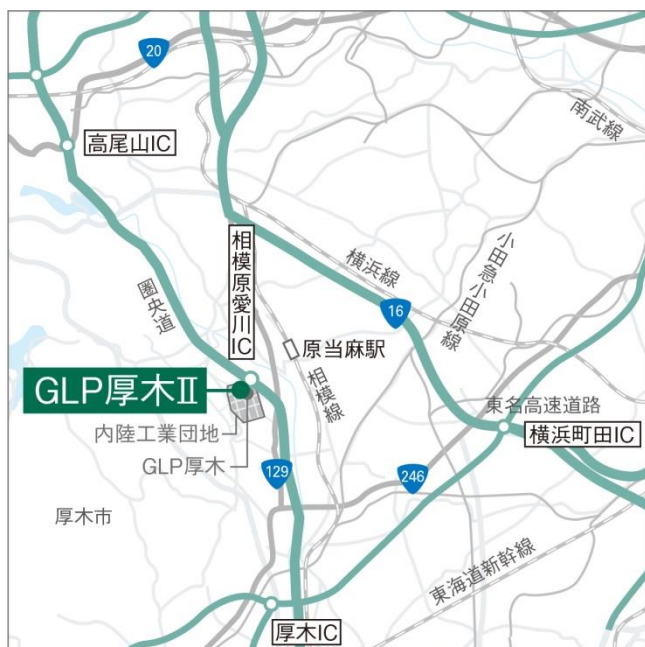 20
南武線
高尾山IC
小田急小田原線
横浜線
相模原愛川IC
圏央道
16
原当麻駅
相模線
GLP厚木Ⅱ
東名高速道路
内陸工業団地
横浜町田IC
GLP厚木
129
246
厚木市
東海道新幹線
厚木IC